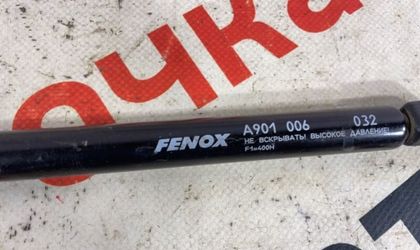 очка
FENOX A901 006 032
НЕ ВСКРЫВАТЬ! ВЫСОКОЕ ДАВЛЕНИЕ!
F1=400H